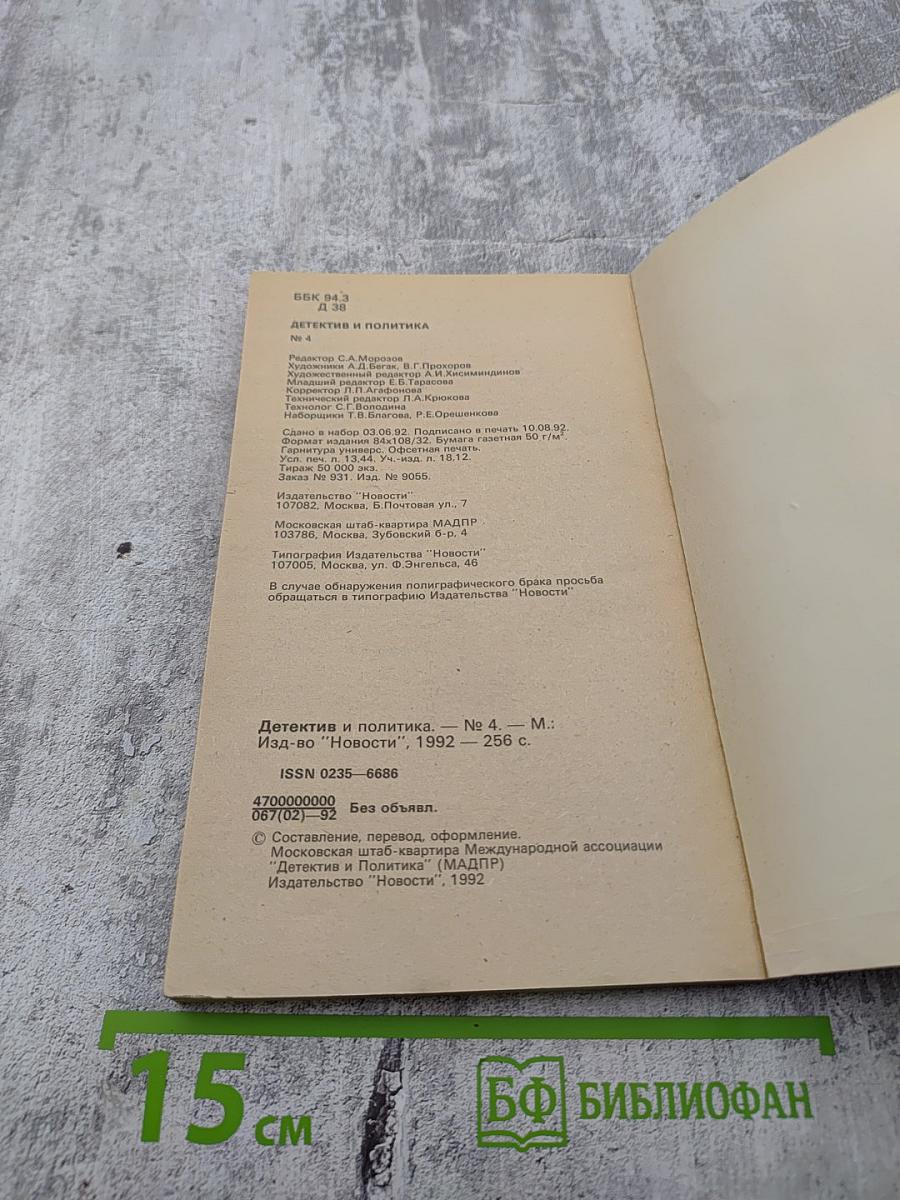 ББК 94.3
Д 38
ДЕТЕКТИВ И ПОЛИТИКА
№ 4
Редактор С.А.Морозов
Художники А.Д.Бегак, В.Г.Прохоров
Художественный редактор А.И.Хисиминдинов
Младший редактор Е.Б.Тарасова
Корректор Л.П.Агафонова
Технический редактор Л.А.Крюкова
Технолог С.Г.Володина
Наборщики Т.В.Благова, Р.Е.Орешенкова
Сдано в набор 03.06.92. Подписано в печать 10.08.92.
Формат издания 84х108/32. Бумага газетная 50 г/м².
Гарнитура универс. Офсетная печать.
Усл. печ. л. 13,44. Уч.-изд. л. 18,12.
Тираж 50 000 экз.
Заказ № 931. Изд. № 9055.
Издательство "Новости"
107082, Москва, Б.Почтовая ул., 7
Московская штаб-квартира МАДПР
103786, Москва, Зубовский б-р, 4
Типография Издательства "Новости"
107005, Москва, ул. Ф.Энгельса, 46
В случае обнаружения полиграфического брака просьба
обращаться в типографию Издательства "Новости"
Детектив и политика. — № 4. — М.:
Изд-во "Новости", 1992 — 256 с.
ISSN 0235—6686
4700000000
067(02)—92 Без объявл.
© Составление, перевод, оформление.
Московская штаб-квартира Международной ассоциации
"Детектив и Политика" (МАДПР)
Издательство "Новости", 1992
15 см
БФ БИБЛИОФАН